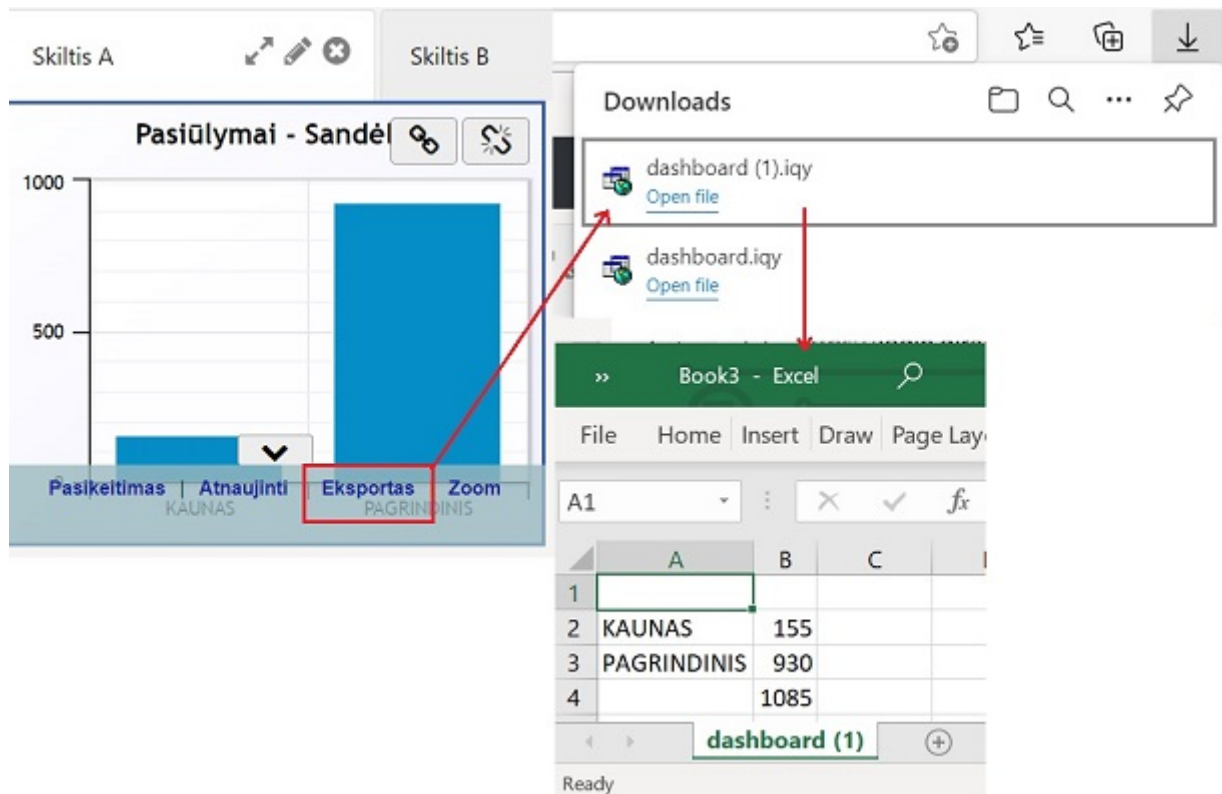 Skiltis A
Skiltis B
Pasiūlymai - Sandėl
1000
500
Pasikeitimas | Atnaujinti | Eksportas Zoom
KAUNAS
PAGRINDINIS
Downloads
dashboard (1).iqy
Open file
dashboard.iqy
Open file
Book3 - Excel
File Home Insert Draw Page Lay
A1
fx
A B C
1
2 KAUNAS 155
3 PAGRINDINIS 930
4 1085
dashboard (1)
Ready